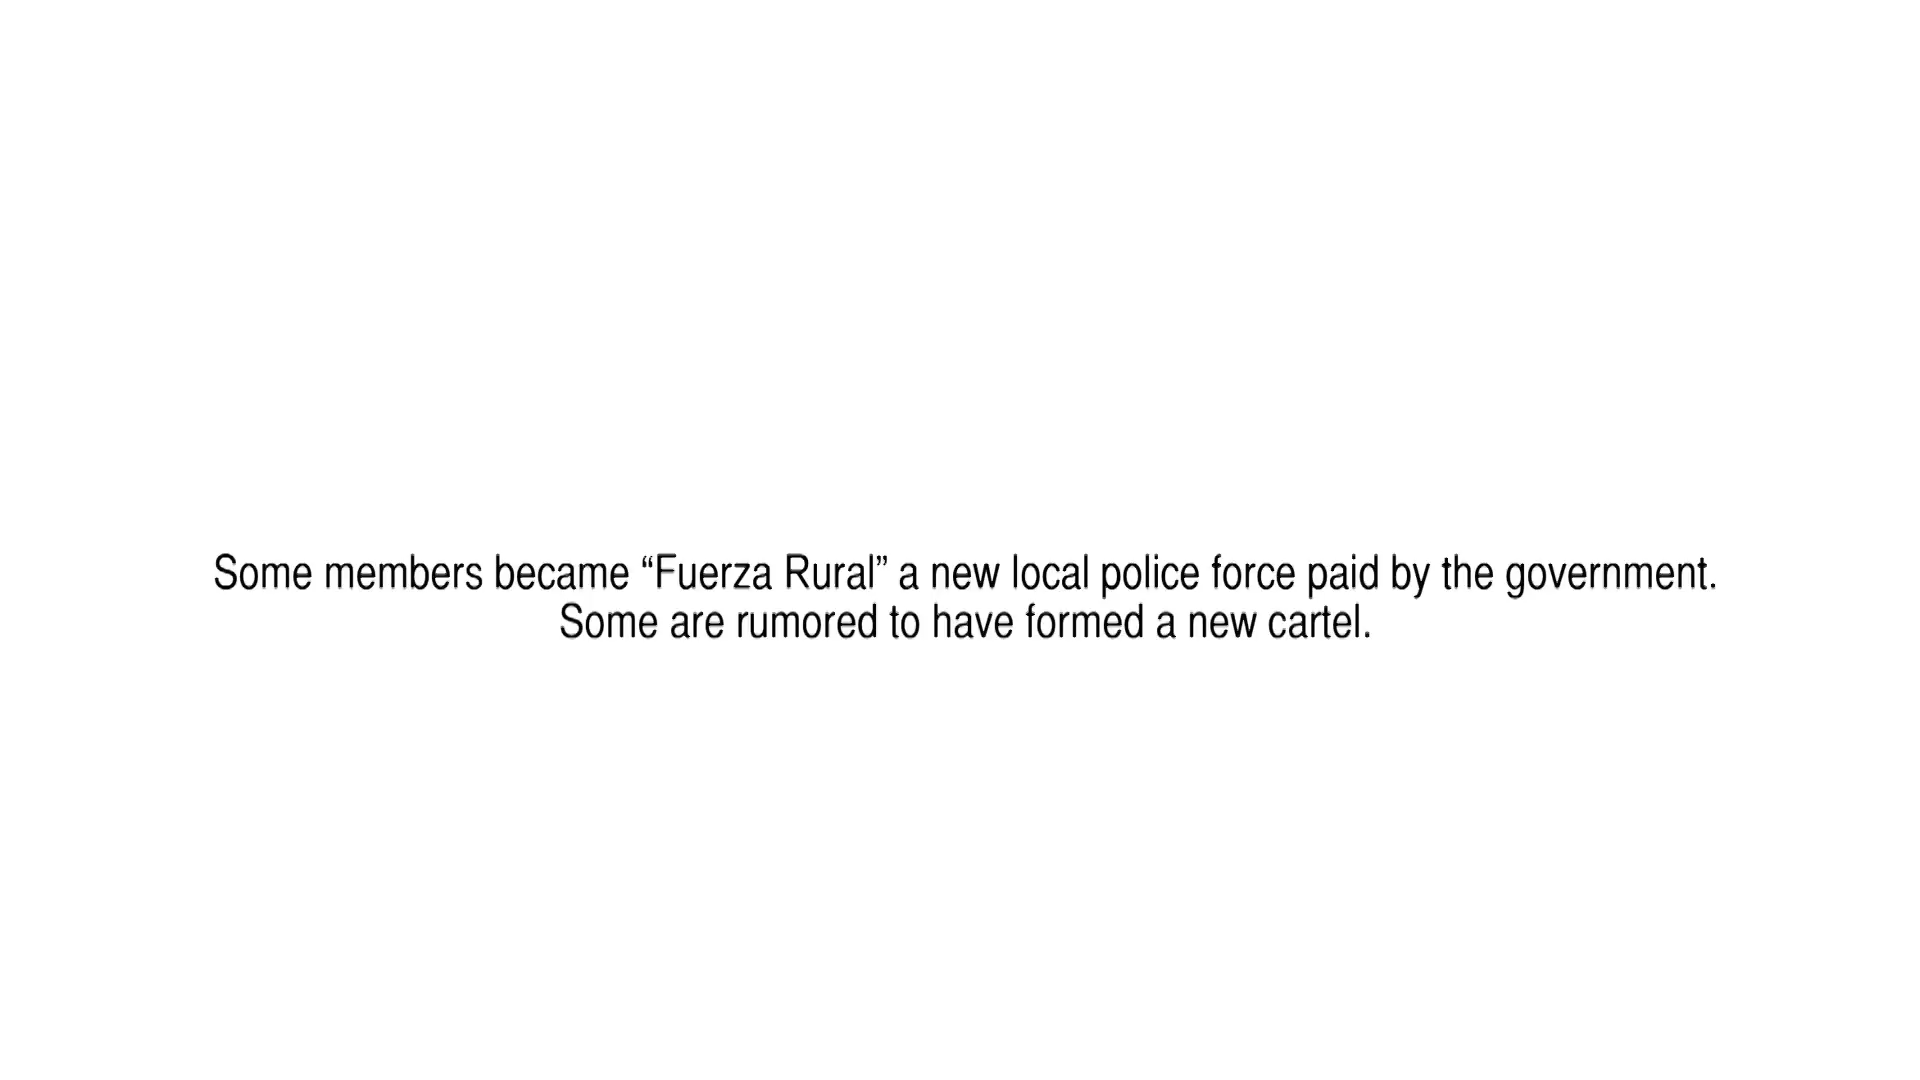 Some members became “Fuerza Rural” a new local police force paid by the government.
Some are rumored to have formed a new cartel.